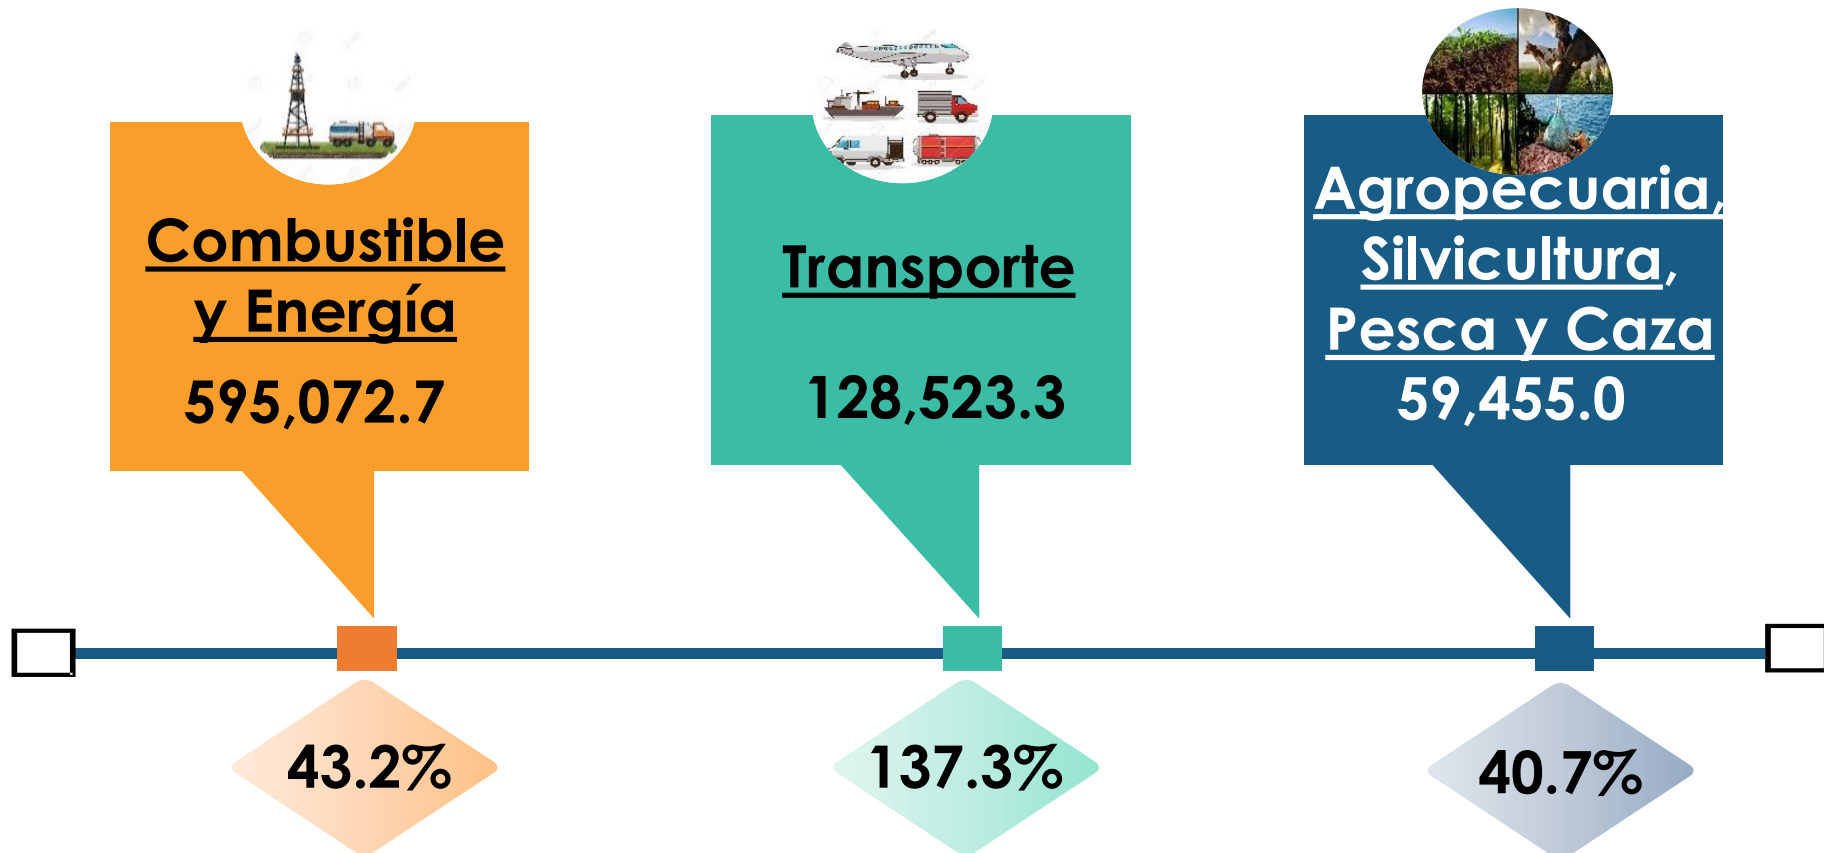 Combustible
y Energía
595,072.7
43.2%
Transporte
128,523.3
137.3%
Agropecuaria,
Silvicultura,
Pesca y Caza
59,455.0
40.7%